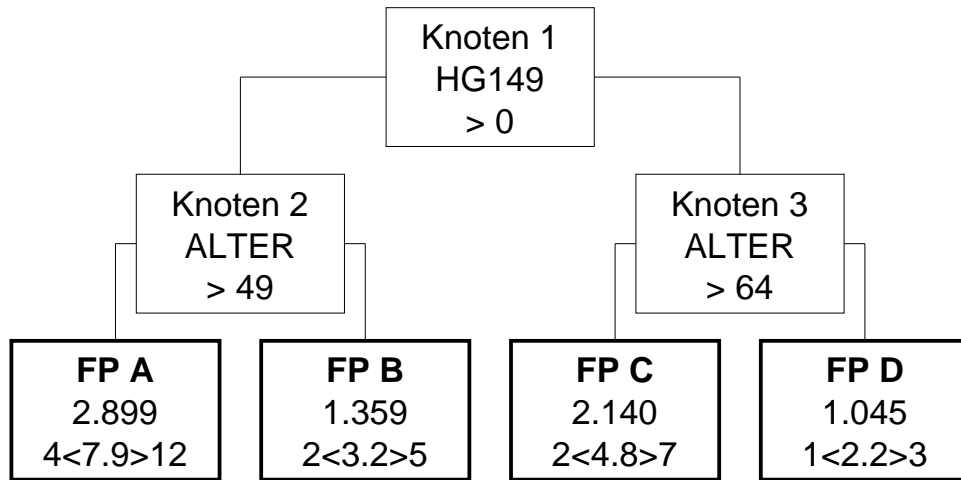 Knoten 1
HG149
> 0
Knoten 2
ALTER
> 49
Knoten 3
ALTER
> 64
FP A
2.899
4<7.9>12
FP B
1.359
2<3.2>5
FP C
2.140
2<4.8>7
FP D
1.045
1<2.2>3